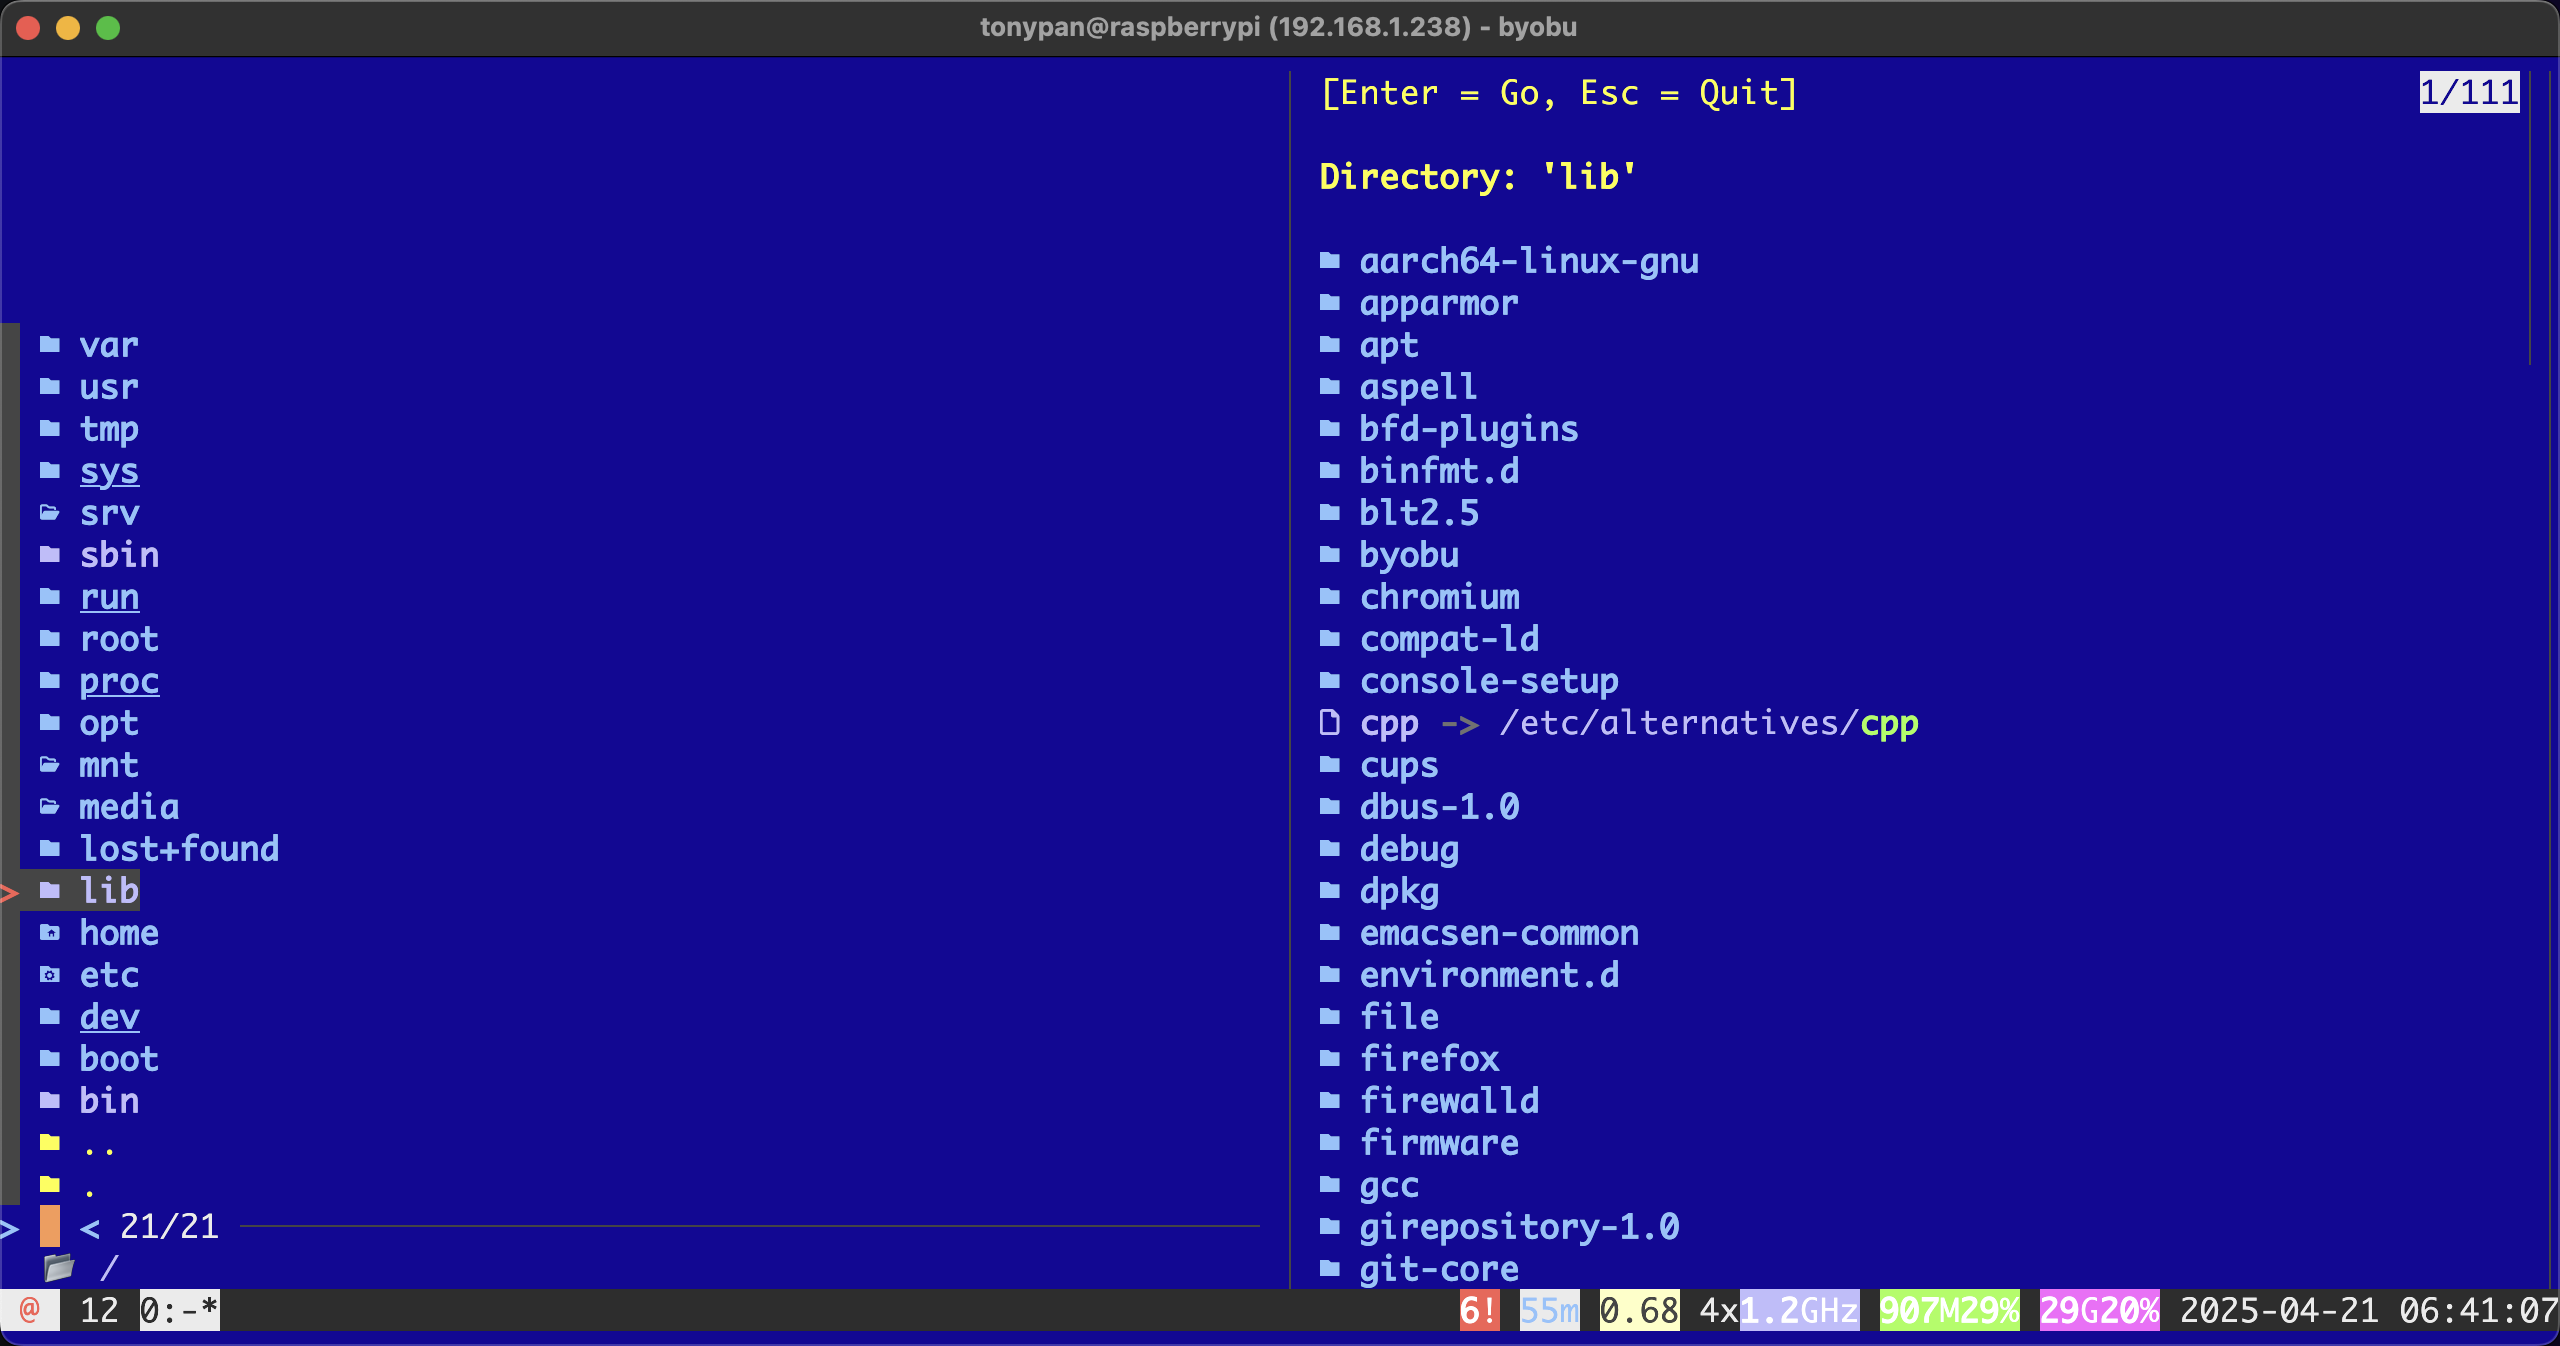 tonypan@raspberrypi (192.168.1.238) - byobu
var
usr
tmp
sys
srv
sbin
run
root
proc
opt
mnt
media
lost+found
> lib
home
etc
dev
boot
bin
..
.
> < 21/21
/
[Enter = Go, Esc = Quit] 1/111
Directory: 'lib'
aarch64-linux-gnu
apparmor
apt
aspell
bfd-plugins
binfmt.d
blt2.5
byobu
chromium
compat-ld
console-setup
cpp -> /etc/alternatives/cpp
cups
dbus-1.0
debug
dpkg
emacsen-common
environment.d
file
firefox
firewalld
firmware
gcc
girepository-1.0
git-core
@ 12 0:-* 6! 55m 0.68 4x1.2GHz 907M29% 29G20% 2025-04-21 06:41:07